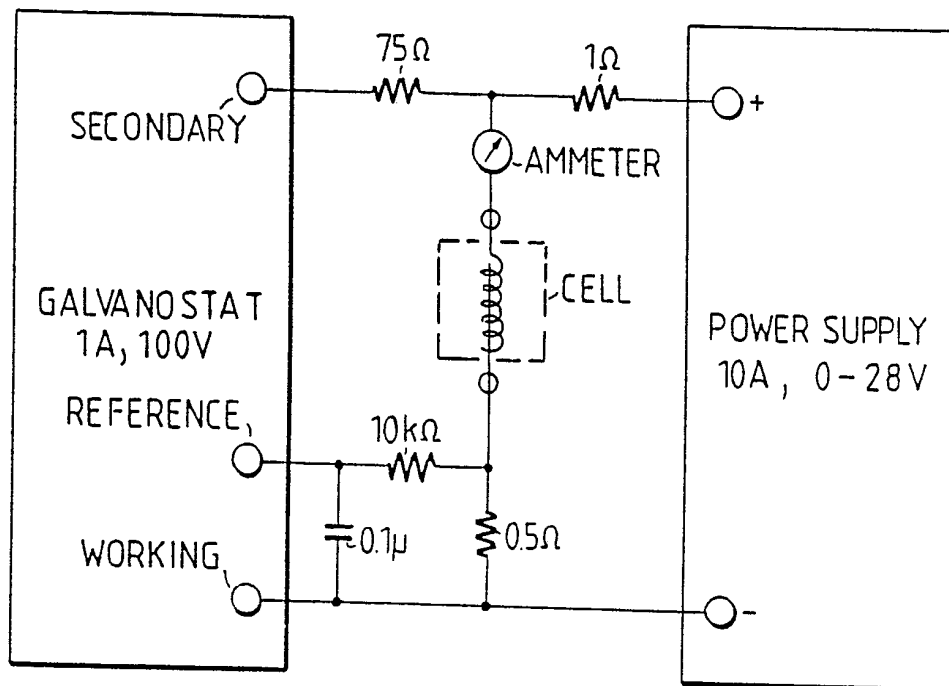 75Ω
1Ω
SECONDARY
+
AMMETER
CELL
GALVANOSTAT
1A, 100V
POWER SUPPLY
10A, 0-28V
REFERENCE
10kΩ
0.1µ
0.5Ω
WORKING
-